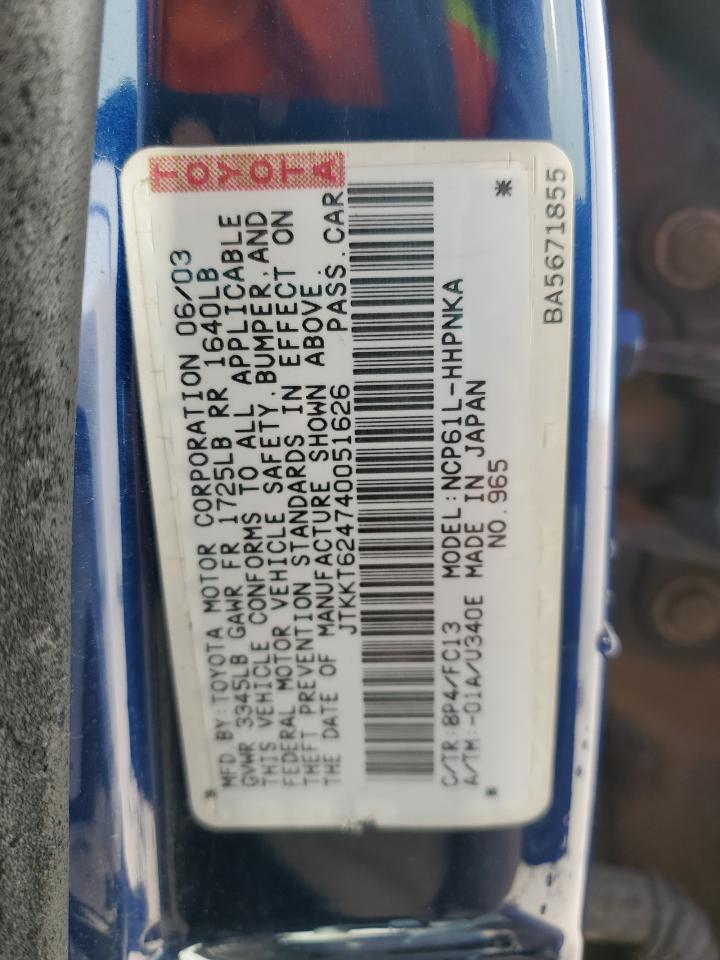 TOYOTA
MFD BY:TOYOTA MOTOR CORPORATION 06/03
GVWR 3345LB GAWR FR 1725LB RR 1640LB
THIS VEHICLE CONFORMS TO ALL APPLICABLE
FEDERAL MOTOR VEHICLE SAFETY,BUMPER,AND
THEFT PREVENTION STANDARDS IN EFFECT ON
THE DATE OF MANUFACTURE SHOWN ABOVE.
JTKKT624740051626 PASS.CAR
C/TR:8P4/FC13 MODEL:NCP61L-HHPNKA
A/TM:-01A/U340E MADE IN JAPAN
NO.965
BA5671855